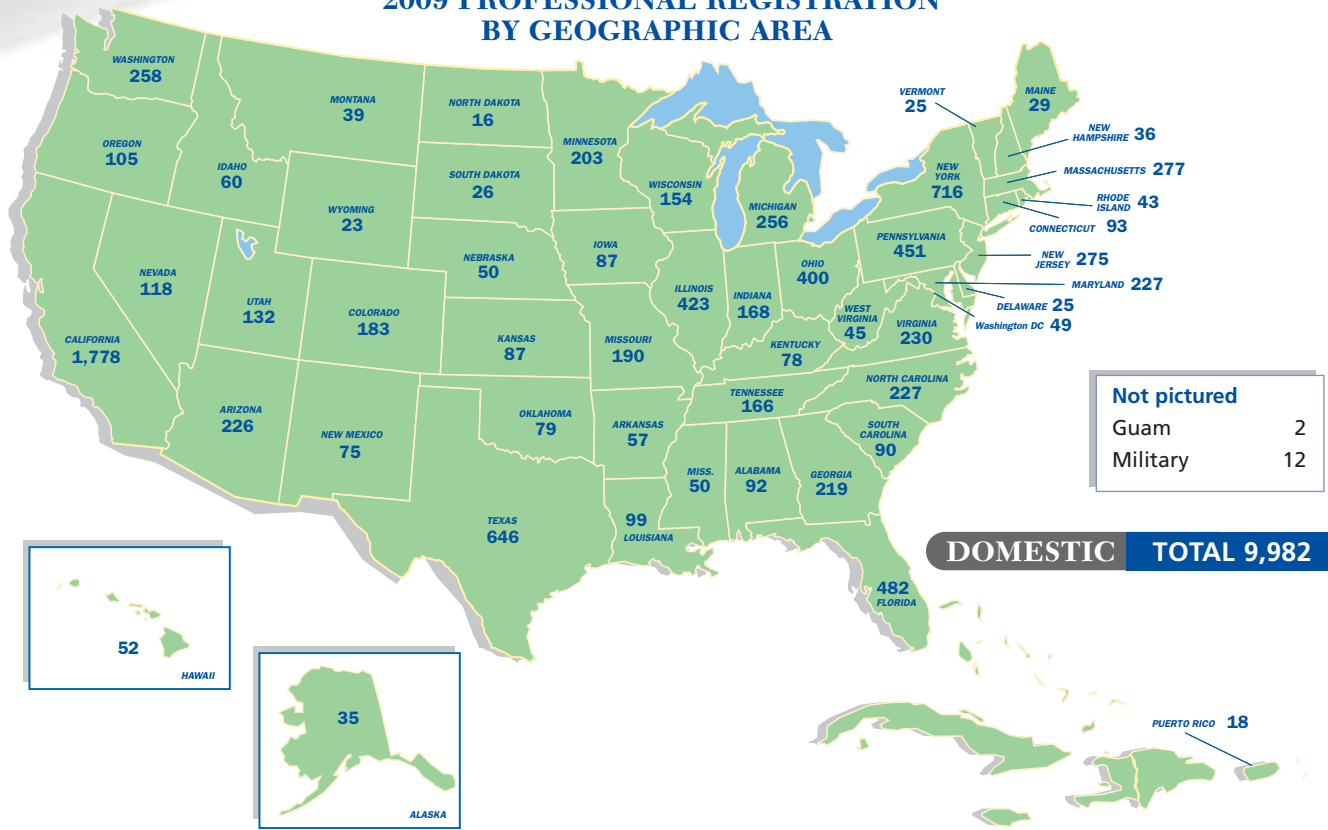 2009 PROFESSIONAL REGISTRATION
BY GEOGRAPHIC AREA
WASHINGTON
258
OREGON
105
IDAHO
60
MONTANA
39
WYOMING
23
NORTH DAKOTA
16
SOUTH DAKOTA
26
NEBRASKA
50
KANSAS
87
MINNESOTA
203
IOWA
87
MISSOURI
190
WISCONSIN
154
ILLINOIS
423
MICHIGAN
256
INDIANA
168
OHIO
400
KENTUCKY
78
WEST
VIRGINIA
45
VIRGINIA
230
PENNSYLVANIA
451
NEW
YORK
716
VERMONT
25
MAINE
29
NEW
HAMPSHIRE 36
MASSACHUSETTS 277
RHODE
ISLAND 43
CONNECTICUT 93
NEW
JERSEY 275
MARYLAND 227
DELAWARE 25
Washington DC 49
NEVADA
118
UTAH
132
COLORADO
183
CALIFORNIA
1,778
ARIZONA
226
NEW MEXICO
75
OKLAHOMA
79
ARKANSAS
57
TENNESSEE
166
NORTH CAROLINA
227
SOUTH
CAROLINA
90
MISS.
50
ALABAMA
92
GEORGIA
219
TEXAS
646
99
LOUISIANA
482
FLORIDA
Not pictured
Guam 2
Military 12
DOMESTIC TOTAL 9,982
52
HAWAII
35
ALASKA
PUERTO RICO 18